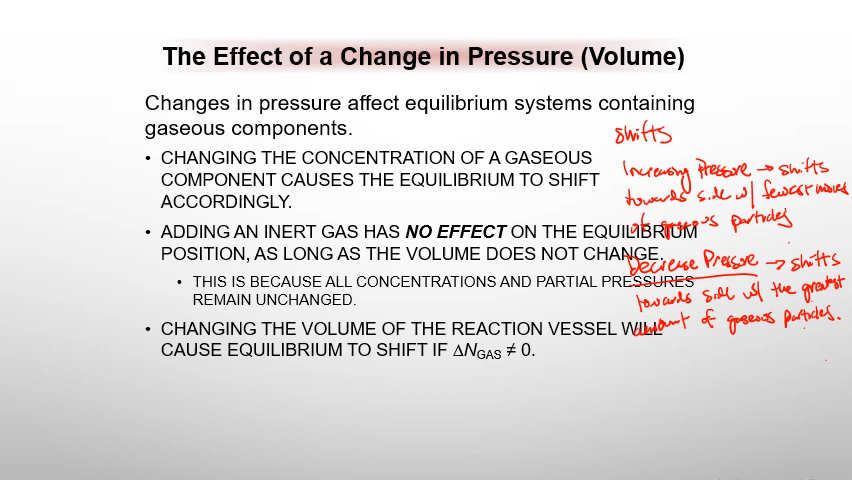 The Effect of a Change in Pressure (Volume)
Changes in pressure affect equilibrium systems containing
gaseous components.
• CHANGING THE CONCENTRATION OF A GASEOUS
COMPONENT CAUSES THE EQUILIBRIUM TO SHIFT
ACCORDINGLY.
• ADDING AN INERT GAS HAS NO EFFECT ON THE EQUILIBRIUM
POSITION, AS LONG AS THE VOLUME DOES NOT CHANGE.
• THIS IS BECAUSE ALL CONCENTRATIONS AND PARTIAL PRESSURES
REMAIN UNCHANGED.
• CHANGING THE VOLUME OF THE REACTION VESSEL WILL
CAUSE EQUILIBRIUM TO SHIFT IF ΔN_GAS ≠ 0.
shifts
Increasing Pressure → shifts
towards side w/ fewest moles
of gaseous particles
Decrease Pressure → shifts
towards side w/ the greatest
amount of gaseous particles.